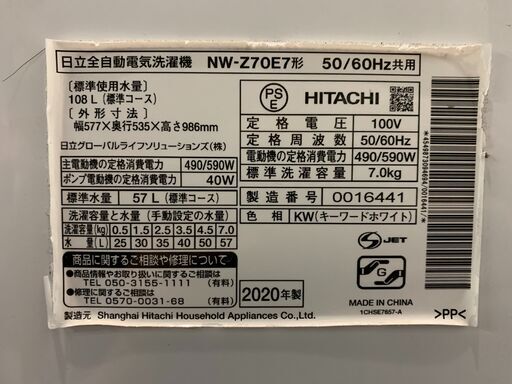 日立全自動電気洗濯機 NW-Z70E7形 50/60Hz共用
〔標準使用水量〕
108 L (標準コース)
〔外形寸法〕
幅577×奥行535×高さ986mm
日立グローバルライフソリューションズ(株)
主電動機の定格消費電力 490/590W
ポンプ電動機の定格消費電力 40W
標準水量 57 L (標準コース)
洗濯容量と水量 (手動設定の水量)
洗濯容量(kg) 0.5 1.5 2.5 3.5 4.5 7.0
水量(L) 25 30 35 40 50 57
商品に関するご相談や修理について
●商品情報やお取り扱いに関するご相談など
TEL 050-3155-1111 (有料)
●修理に関するご相談など
TEL 0570-0031-68 (有料)
2020年製
製造元 Shanghai Hitachi Household Appliances Co.,Ltd.
PS
E
HITACHI
定格電圧 100V
定格周波数 50/60Hz
電動機の定格消費電力 490/590W
標準洗濯容量 7.0kg
製造番号 0016441
色相 KW(キーワードホワイト)
S JET
G
MADE IN CHINA
1CHSE7657-A
>PP<